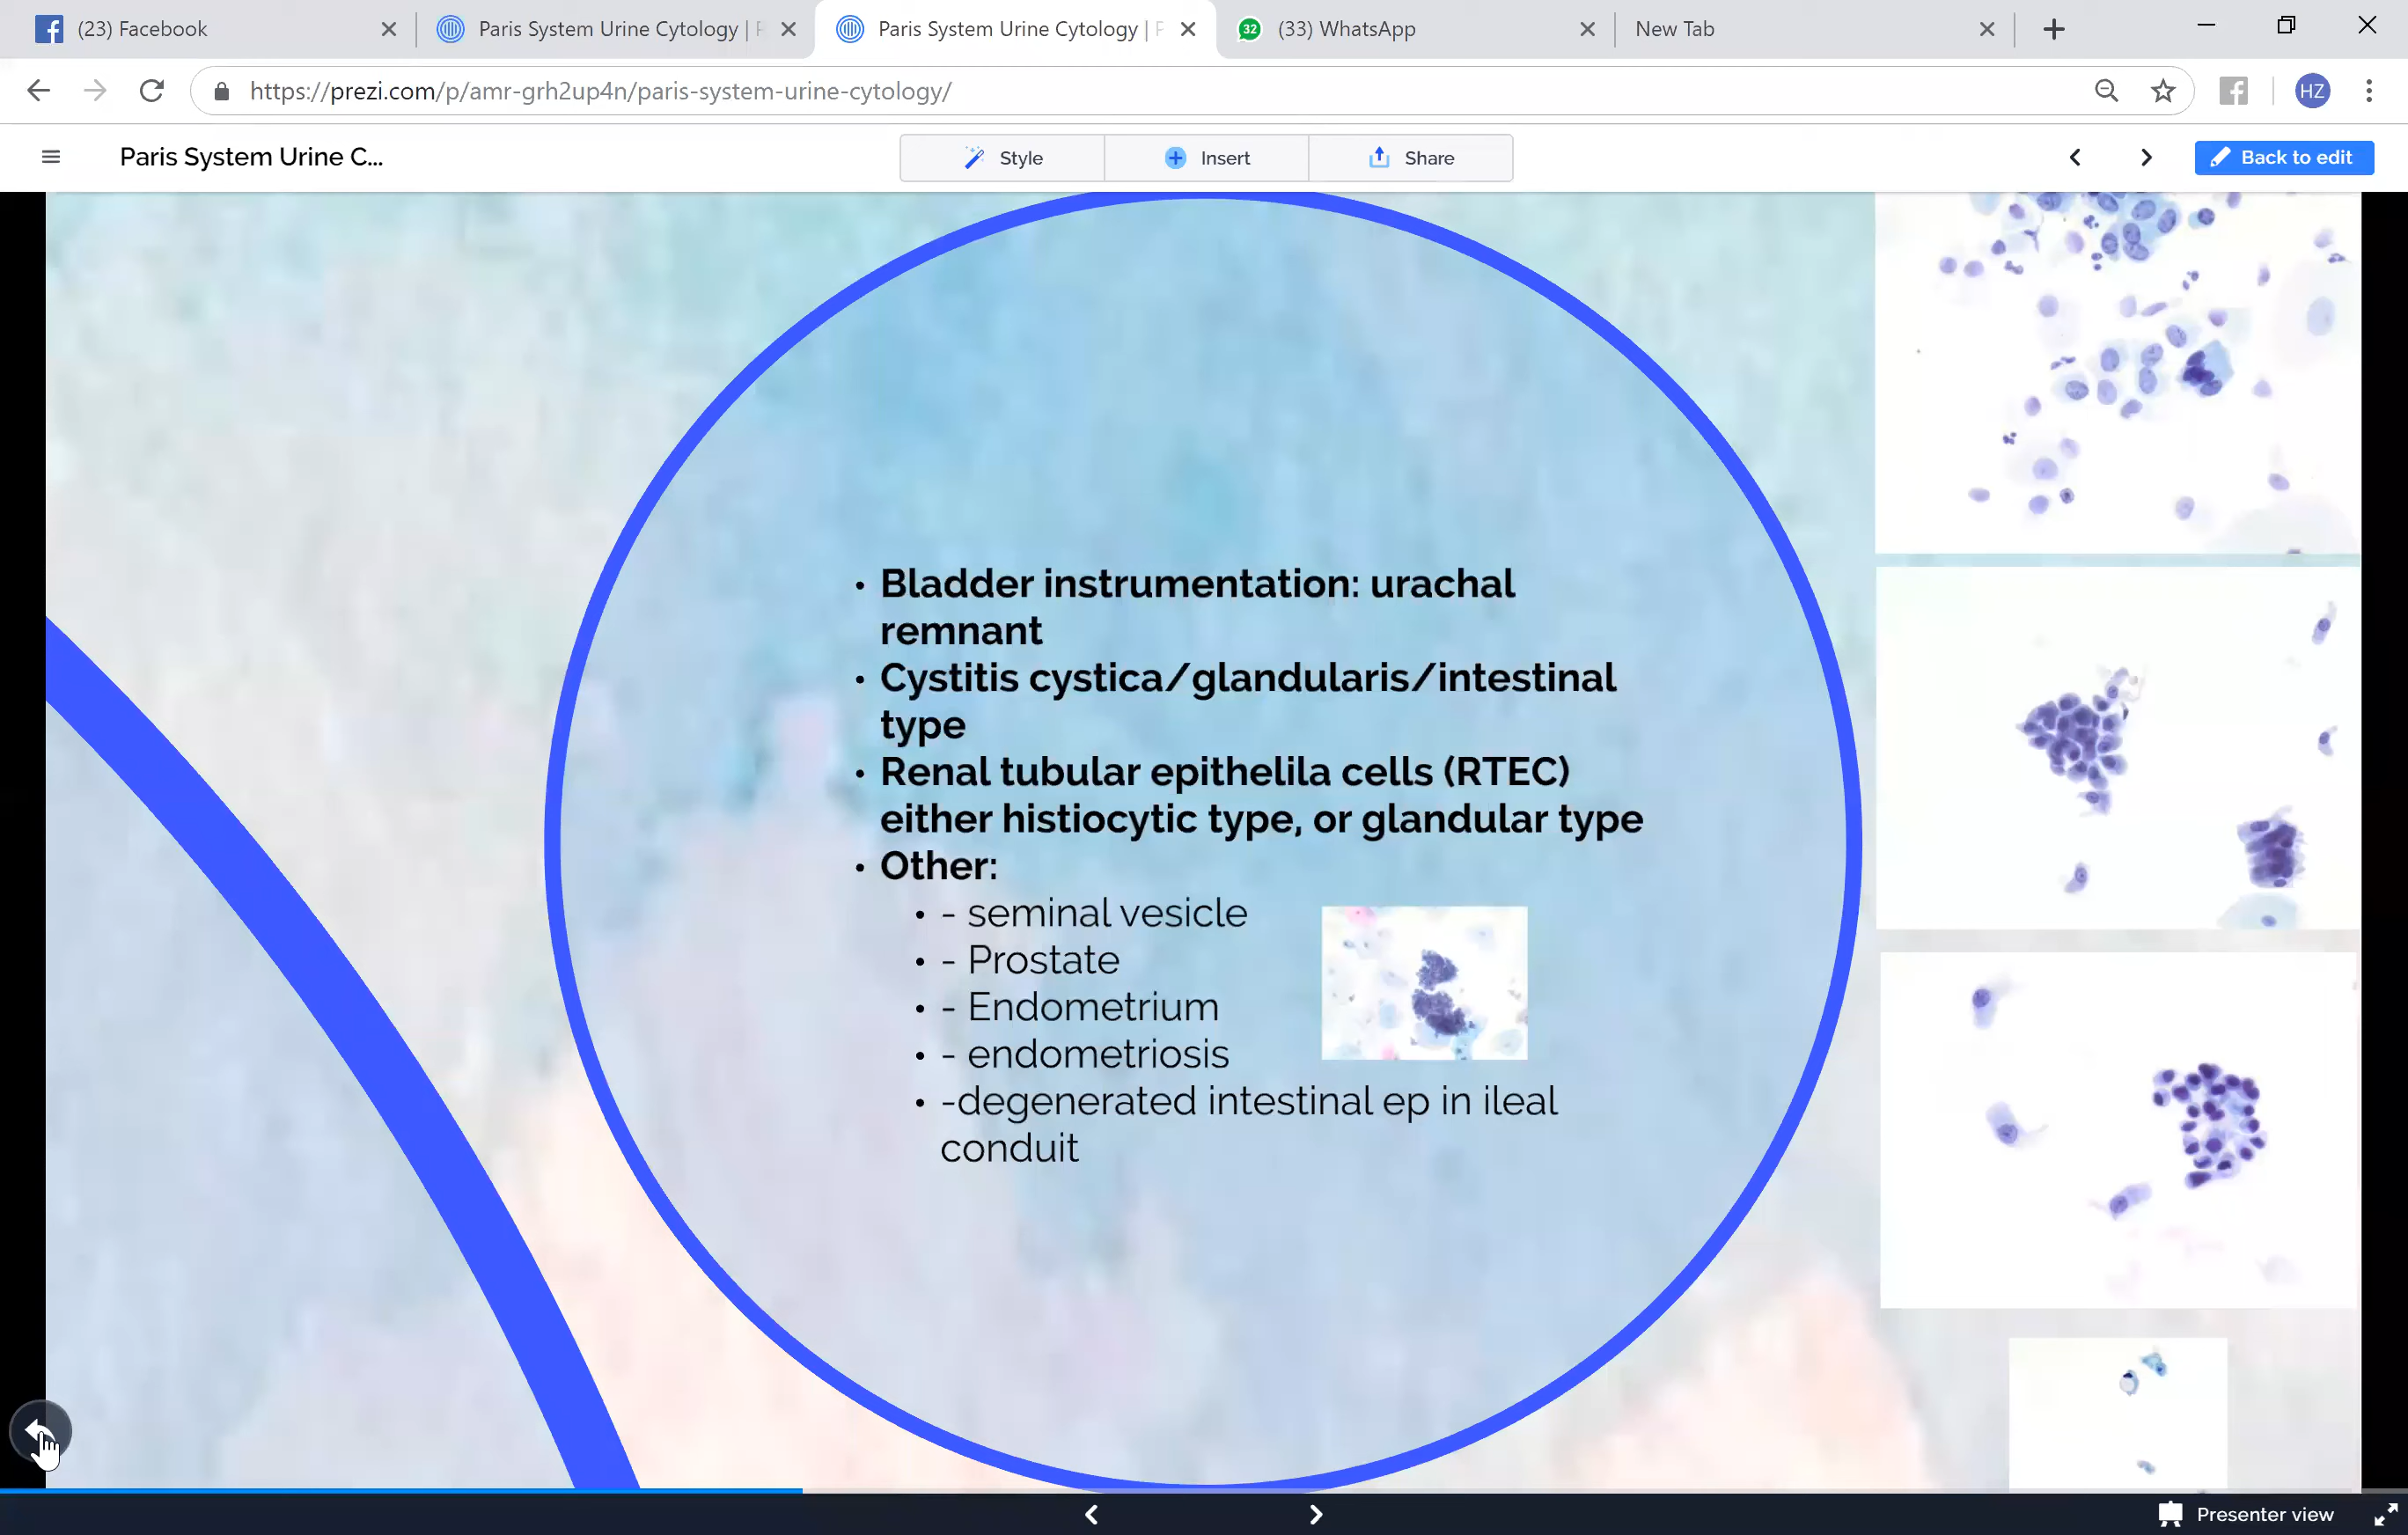 (23) Facebook
Paris System Urine Cytology |
Paris System Urine Cytology |
32
(33) WhatsApp
New Tab
https://prezi.com/p/amr-grh2up4n/paris-system-urine-cytology/
HZ
Paris System Urine C...
Style
Insert
Share
Back to edit
• Bladder instrumentation: urachal
remnant
• Cystitis cystica/glandularis/intestinal
type
• Renal tubular epithelila cells (RTEC)
either histiocytic type, or glandular type
• Other:
• - seminal vesicle
• - Prostate
• - Endometrium
• - endometriosis
• -degenerated intestinal ep in ileal
conduit
Presenter view